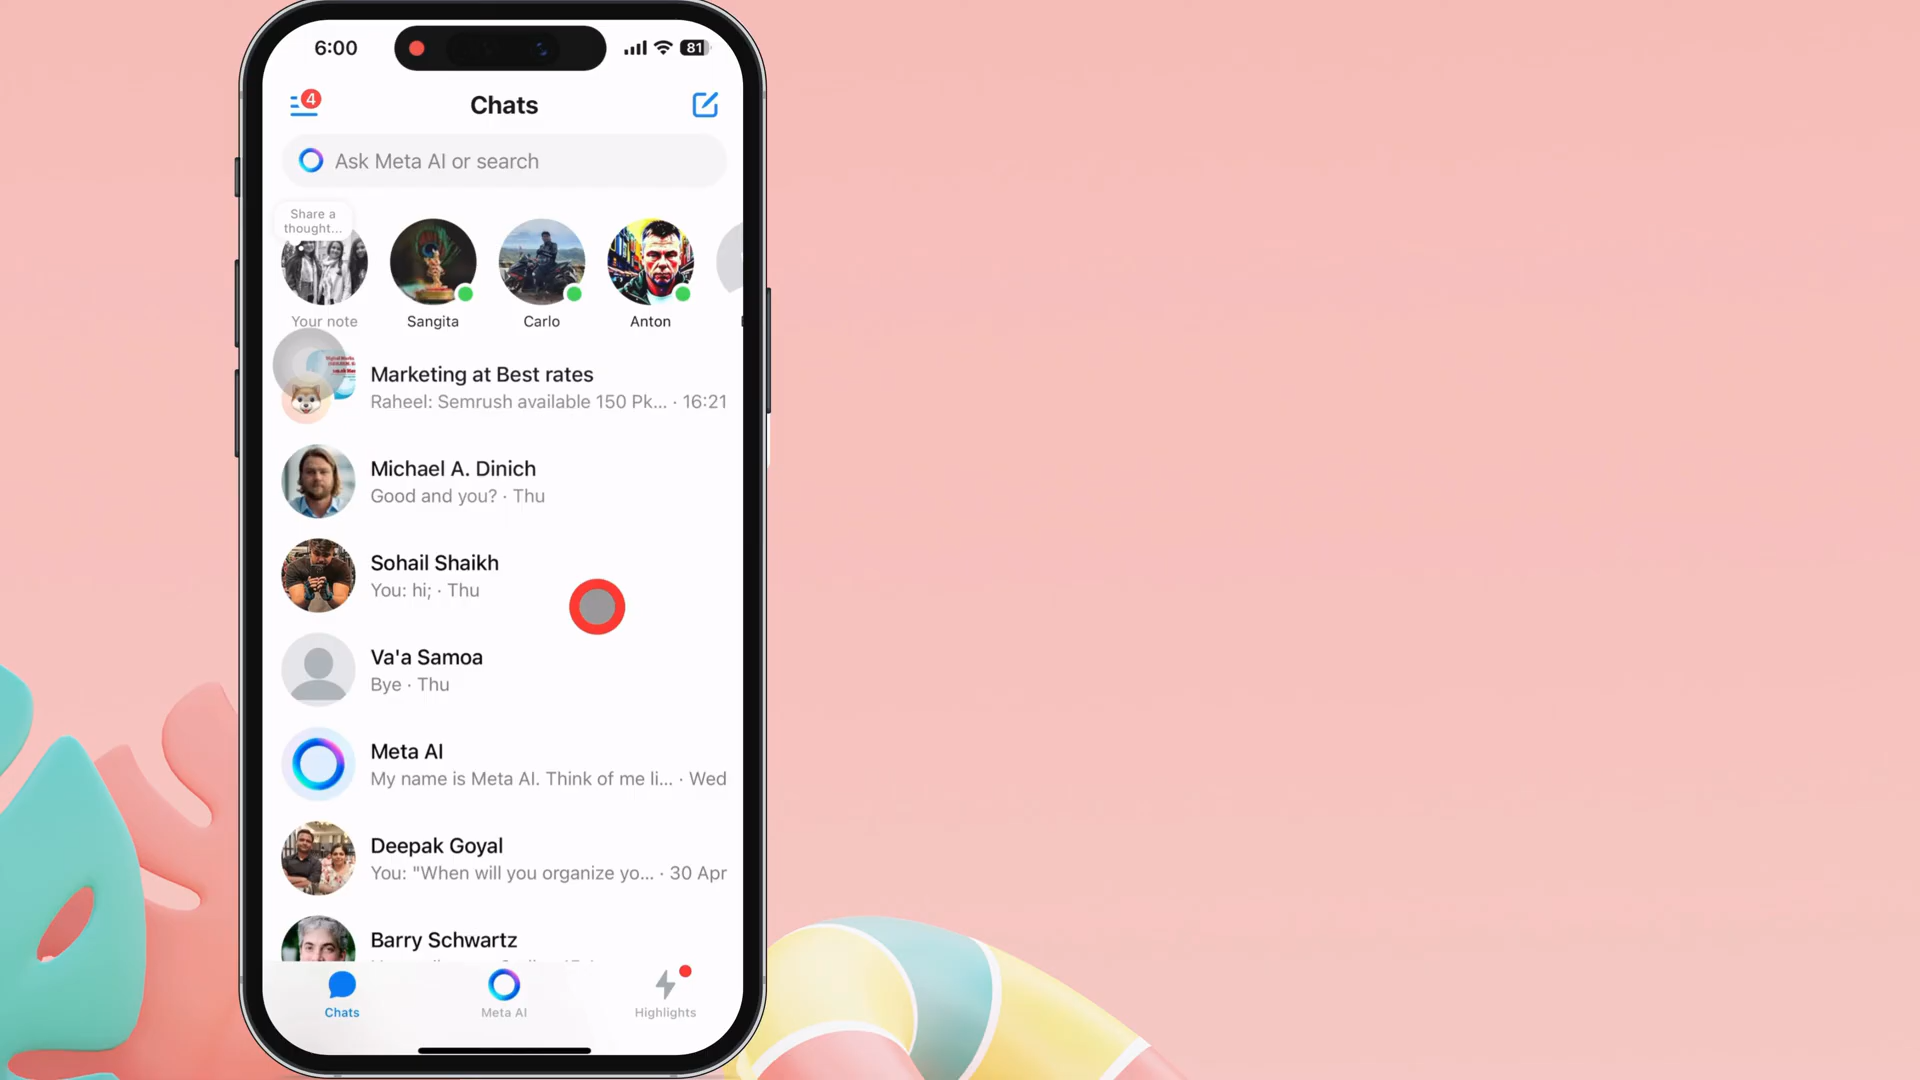 6:00
81
4
Chats
Ask Meta AI or search
Share a
thought...
Your note
Sangita
Carlo
Anton
Marketing at Best rates
Raheel: Semrush available 150 Pk... · 16:21
Michael A. Dinich
Good and you? · Thu
Sohail Shaikh
You: hi; · Thu
Va'a Samoa
Bye · Thu
Meta AI
My name is Meta AI. Think of me li... · Wed
Deepak Goyal
You: "When will you organize yo... · 30 Apr
Barry Schwartz
Chats
Meta AI
Highlights